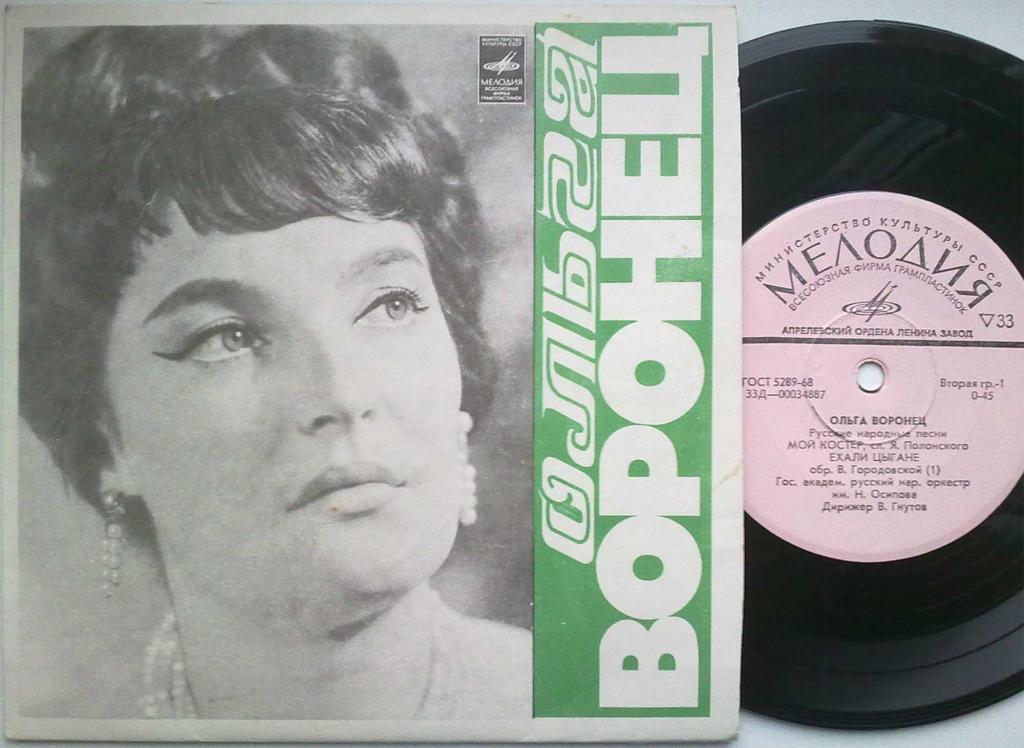 МИНИСТЕРСТВО
КУЛЬТУРЫ СССР
МЕЛОДИЯ
ВСЕСОЮЗНАЯ
ФИРМА
ГРАМПЛАСТИНОК
ОЛЬГА
ВОРОНЕЦ
МИНИСТЕРСТВО КУЛЬТУРЫ СССР
МЕЛОДИЯ
ВСЕСОЮЗНАЯ ФИРМА ГРАМПЛАСТИНОК
33
АПРЕЛЕВСКИЙ ОРДЕНА ЛЕНИНА ЗАВОД
ГОСТ 5289-68
33Д—00034887
Вторая гр.-1
0-45
ОЛЬГА ВОРОНЕЦ
Русские народные песни
МОЙ КОСТЕР, сл. Я. Полонского
ЕХАЛИ ЦЫГАНЕ
обр. В. Городовской (1)
Гос. академ. русский нар. оркестр
им. Н. Осипова
Дирижер В. Гнутов